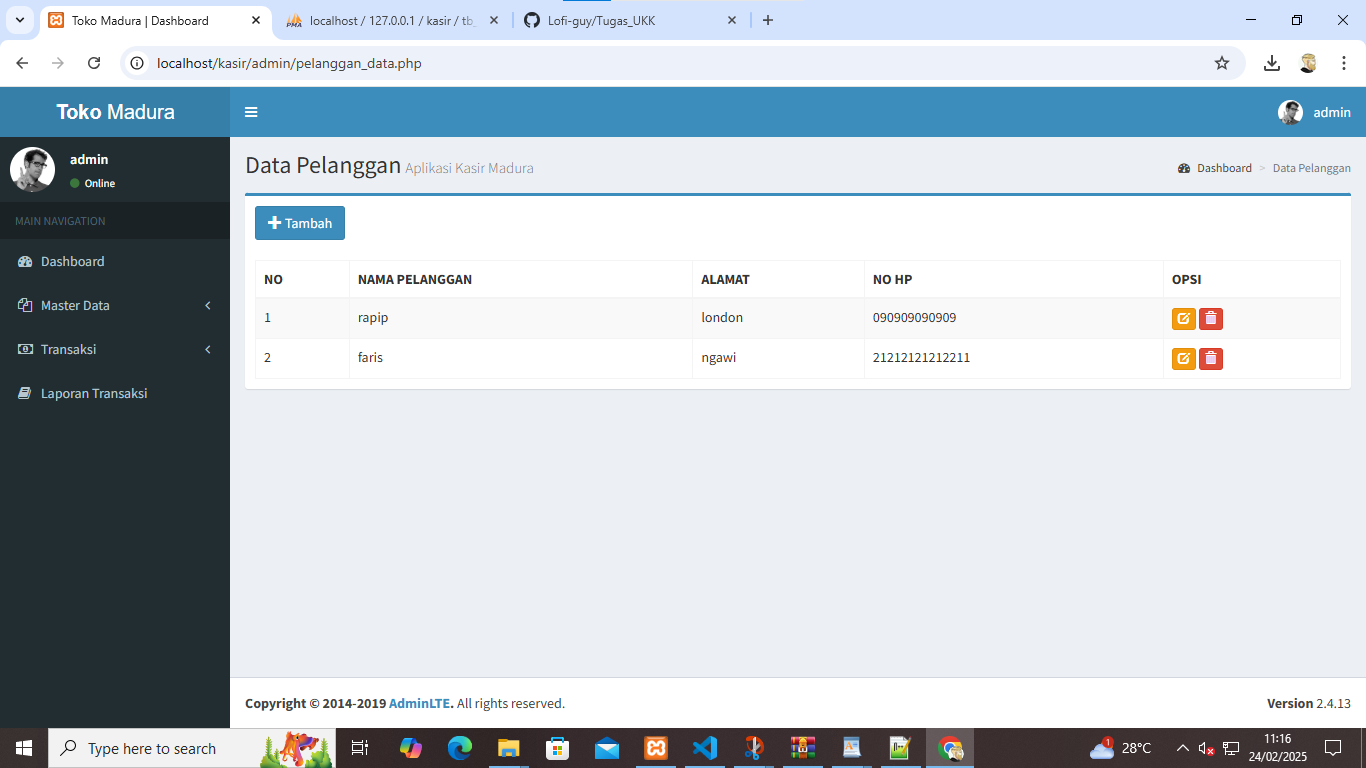 Toko Madura | Dashboard
localhost / 127.0.0.1 / kasir / tb_
Lofi-guy/Tugas_UKK
localhost/kasir/admin/pelanggan_data.php
Toko Madura
admin
admin
Online
Data Pelanggan Aplikasi Kasir Madura
Dashboard > Data Pelanggan
MAIN NAVIGATION
Dashboard
Master Data
Transaksi
Laporan Transaksi
Tambah
NO NAMA PELANGGAN ALAMAT NO HP OPSI
1 rapip london 090909090909
2 faris ngawi 21212121212211
Copyright © 2014-2019 AdminLTE. All rights reserved.
Version 2.4.13
Type here to search
1
28°C
11:16
24/02/2025